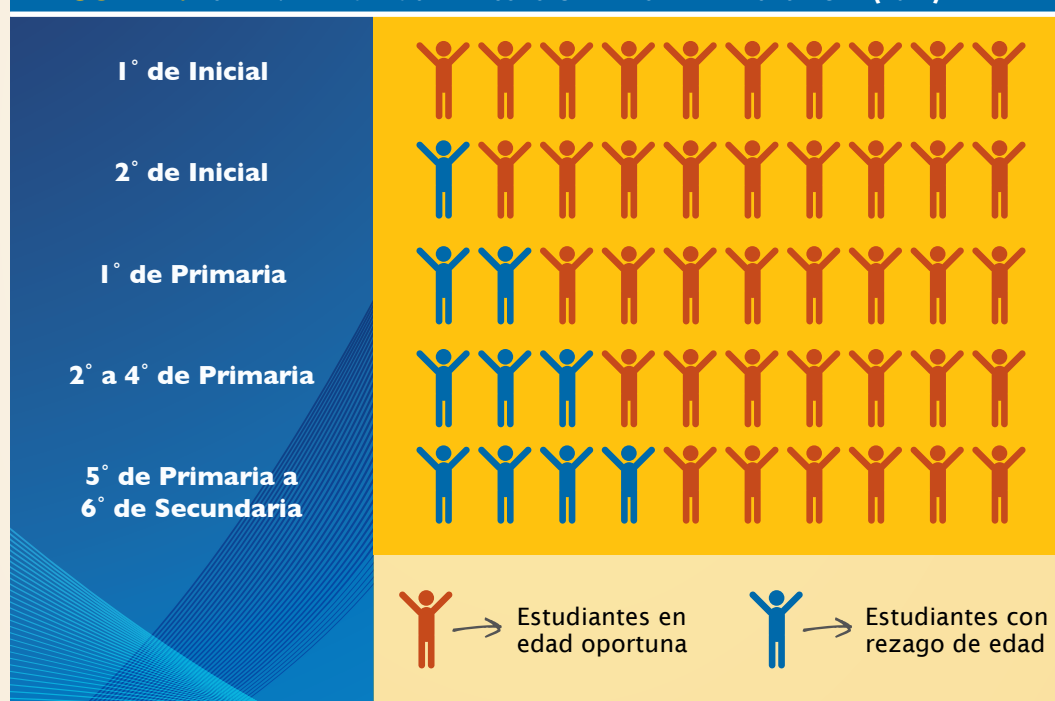 1° de Inicial
2° de Inicial
1° de Primaria
2° a 4° de Primaria
5° de Primaria a
6° de Secundaria
Estudiantes en
edad oportuna
Estudiantes con
rezago de edad